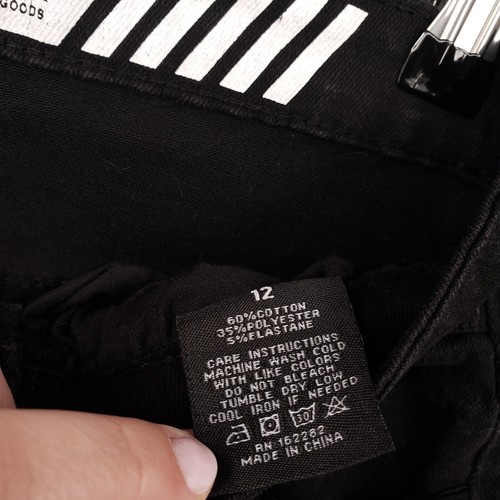 GOODS
12
60%COTTON
35%POLYESTER
5%ELASTANE
CARE INSTRUCTIONS
MACHINE WASH COLD
WITH LIKE COLORS
DO NOT BLEACH
TUMBLE DRY LOW
COOL IRON IF NEEDED
30
RN 162282
MADE IN CHINA